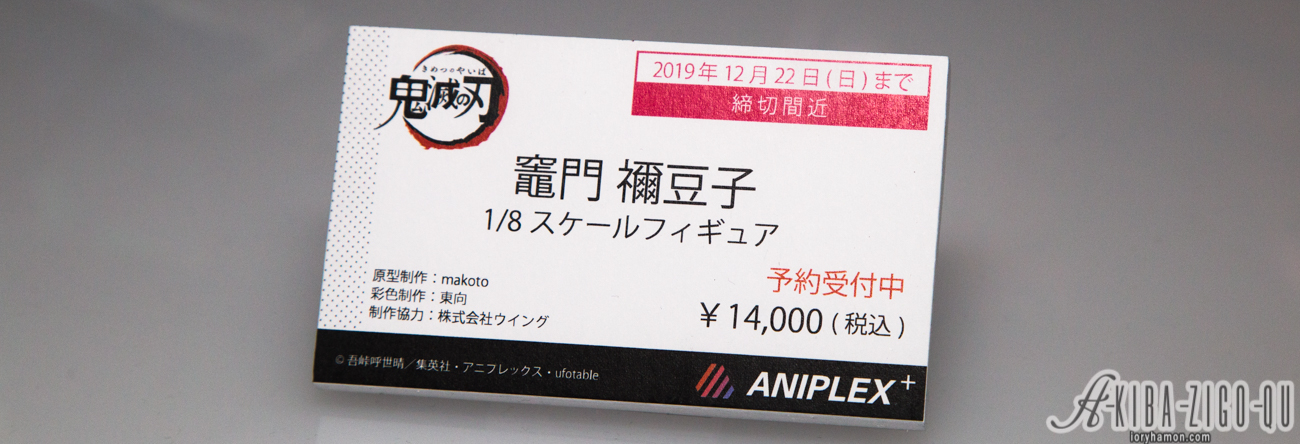 きめつのやいば
鬼滅の刃
2019年12月22日(日)まで
締切間近
竈門 禰豆子
1/8 スケールフィギュア
原型制作：makoto
彩色制作：東向
制作協力：株式会社ウイング
予約受付中
¥14,000(税込)
©吾峠呼世晴／集英社・アニプレックス・ufotable
ANIPLEX+
A-KIBA-ZIGO-QU
ioryhamon.com